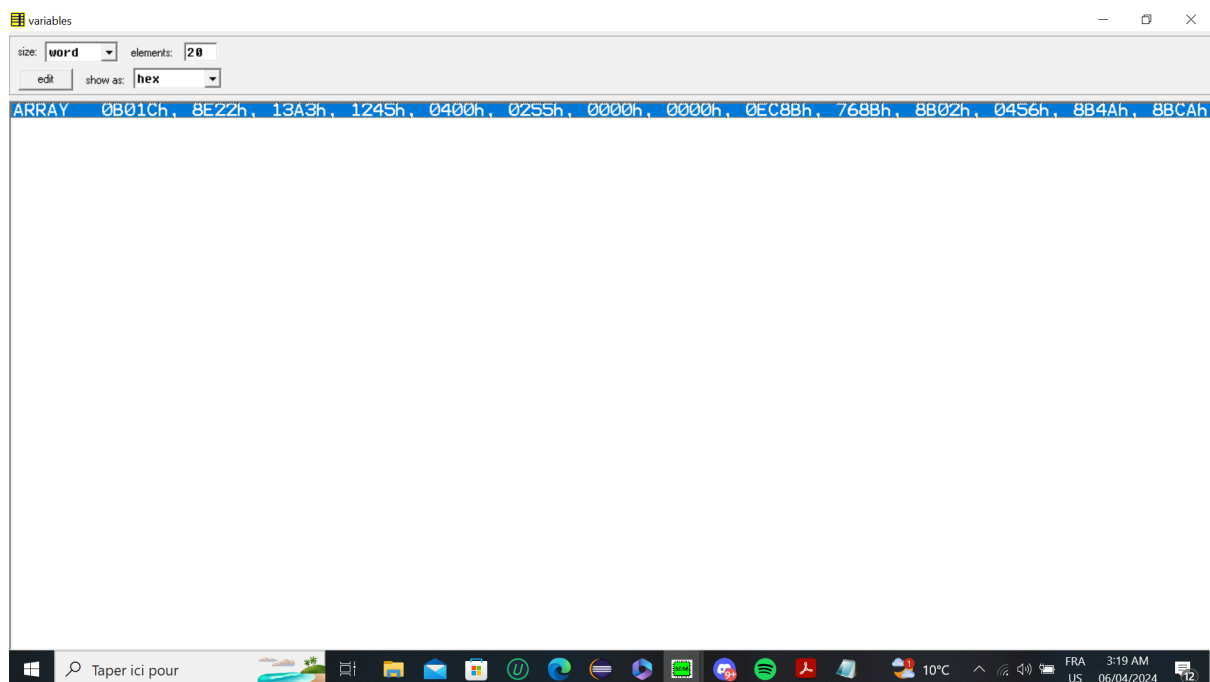 variables
size: word elements: 20
edit show as: hex
ARRAY 0B01Ch, 8E22h, 13A3h, 1245h, 0400h, 0255h, 0000h, 0000h, 0EC8Bh, 768Bh, 8B02h, 0456h, 8B4Ah, 8BCAh
Taper ici pour
10°C
FRA
3:19 AM
US
06/04/2024
9+
12